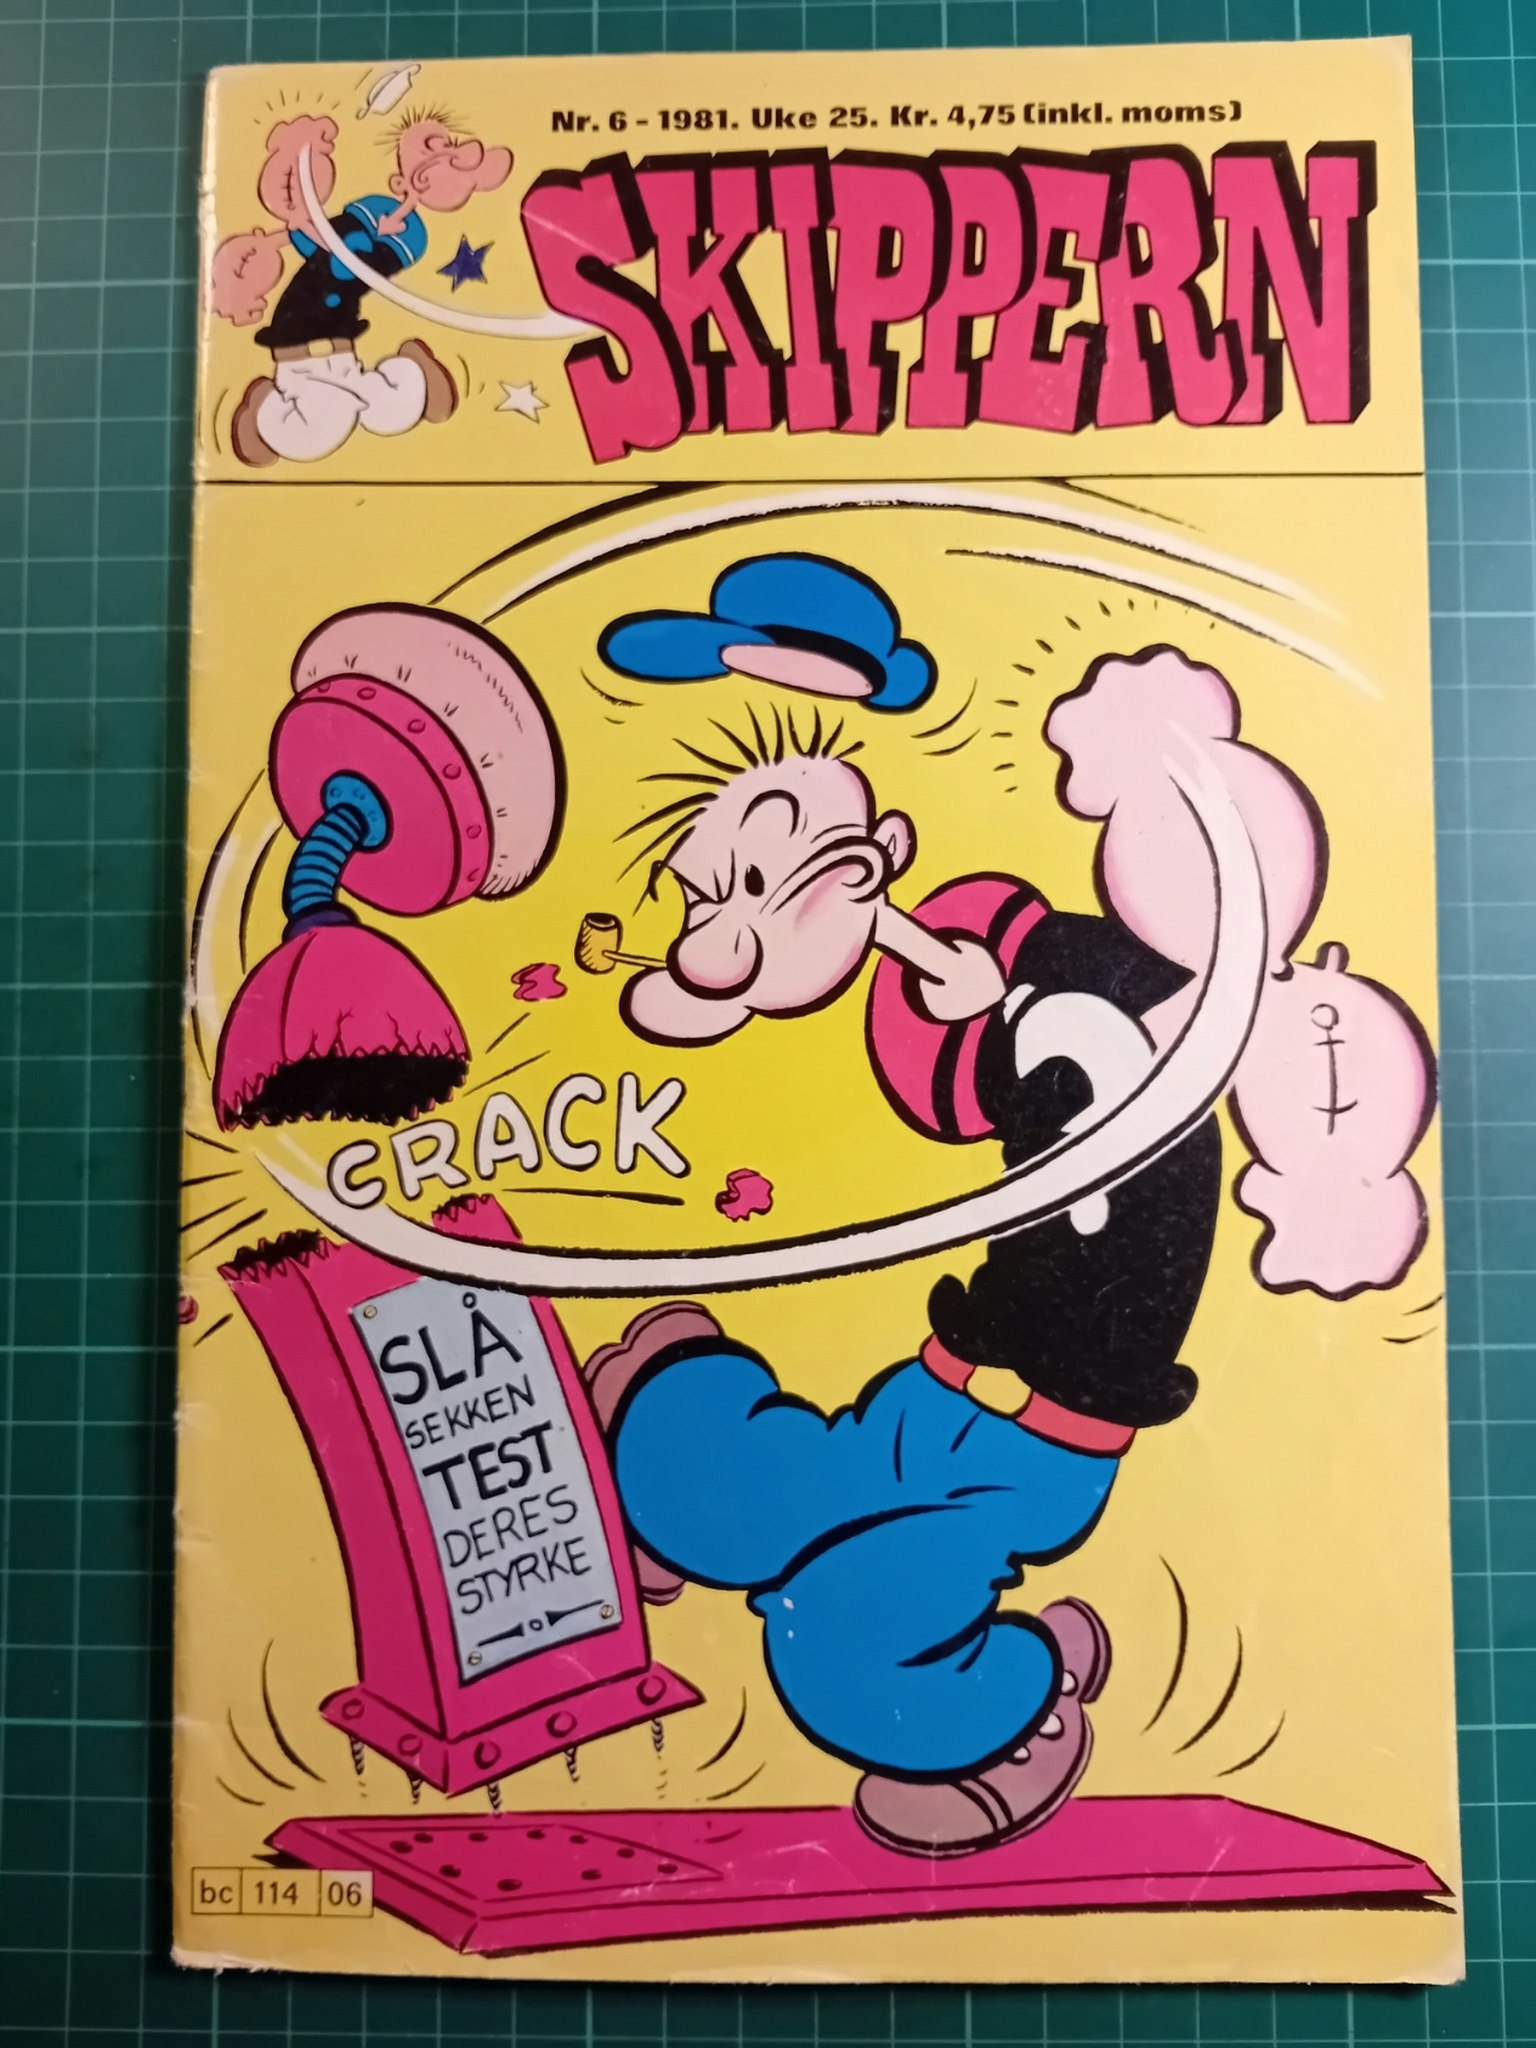 Nr. 6 - 1981. Uke 25. Kr. 4,75 (inkl. moms)
SKIPPERN
CRACK
SLÅ
SEKKEN
TEST
DERES
STYRKE
bc 114 06